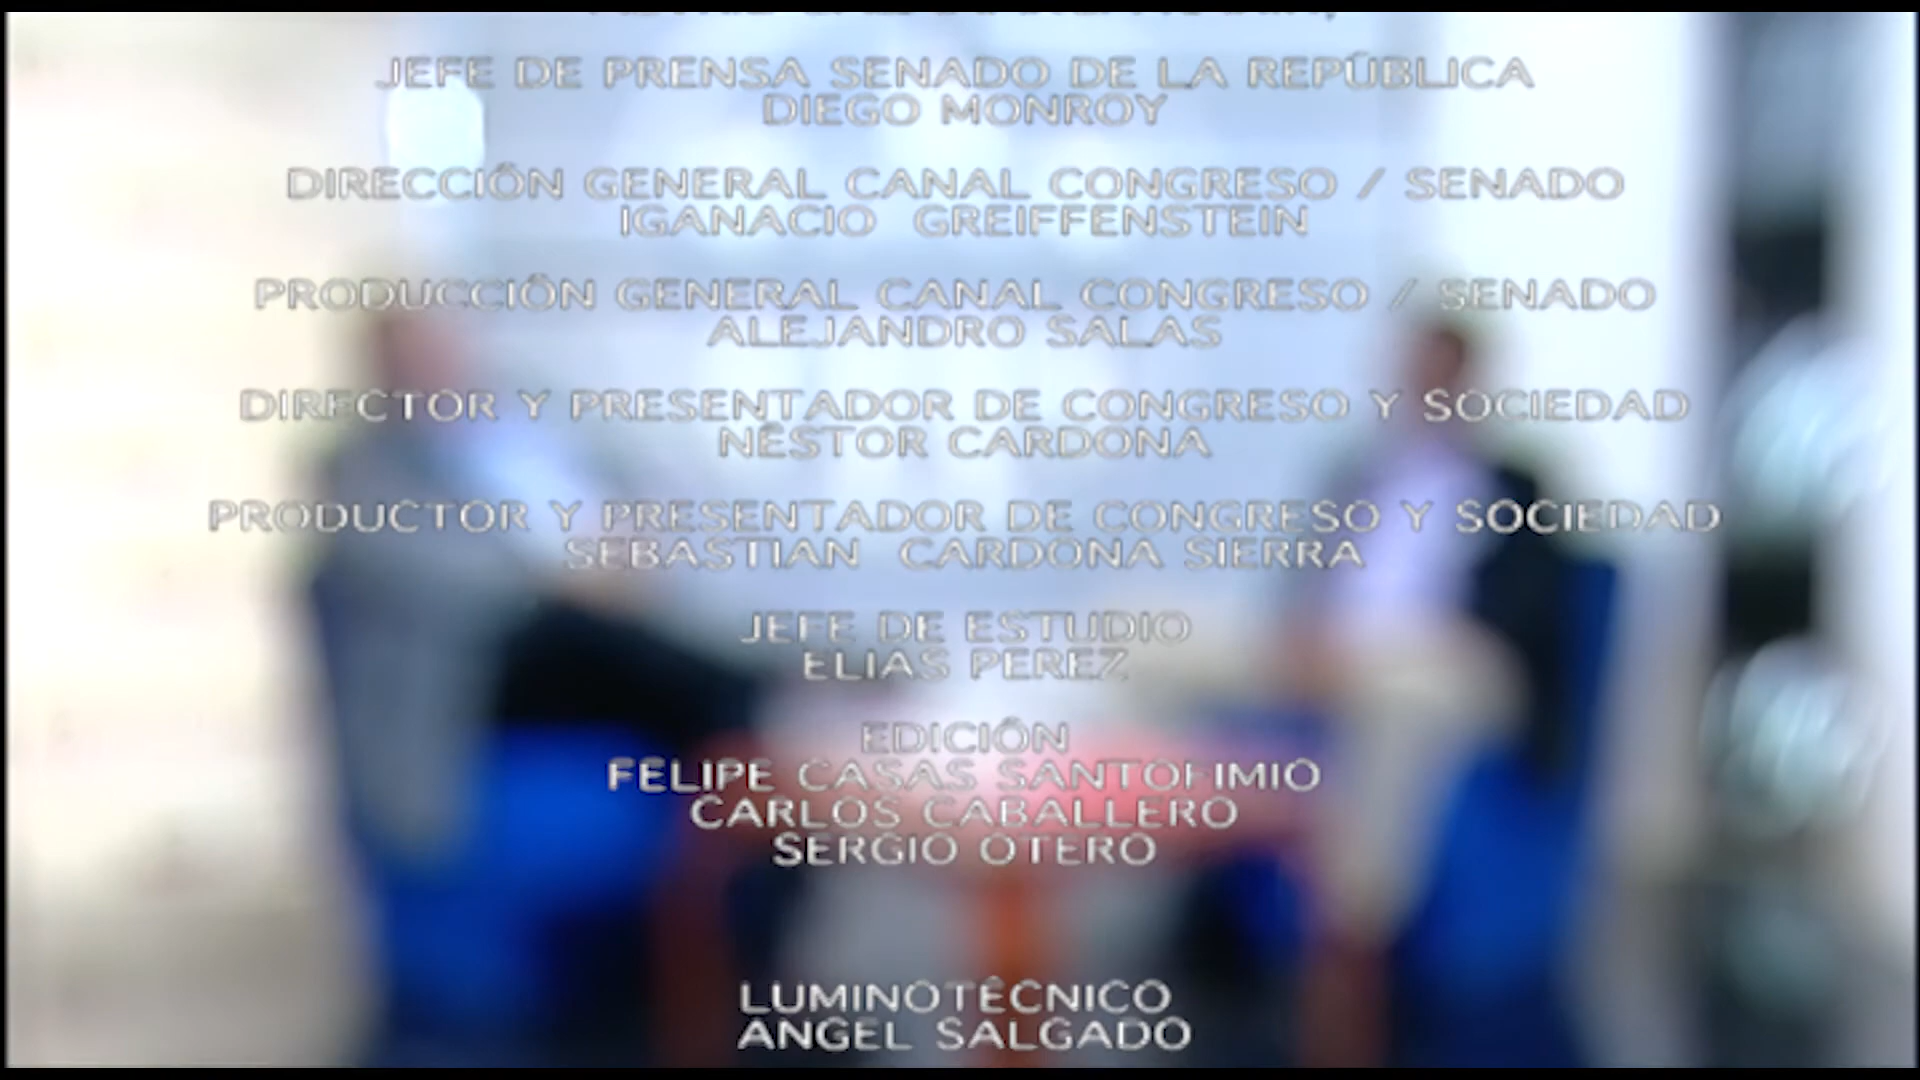 JEFE DE PRENSA SENADO DE LA REPÚBLICA
DIEGO MONROY
DIRECCIÓN GENERAL CANAL CONGRESO / SENADO
IGANACIO GREIFFENSTEIN
PRODUCCIÓN GENERAL CANAL CONGRESO / SENADO
ALEJANDRO SALAS
DIRECTOR Y PRESENTADOR DE CONGRESO Y SOCIEDAD
NÉSTOR CARDONA
PRODUCTOR Y PRESENTADOR DE CONGRESO Y SOCIEDAD
SEBASTIAN CARDONA SIERRA
JEFE DE ESTUDIO
ELIAS PEREZ
EDICIÓN
FELIPE CASAS SANTOFIMIO
CARLOS CABALLERO
SERGIO OTERO
LUMINOTÉCNICO
ANGEL SALGADO